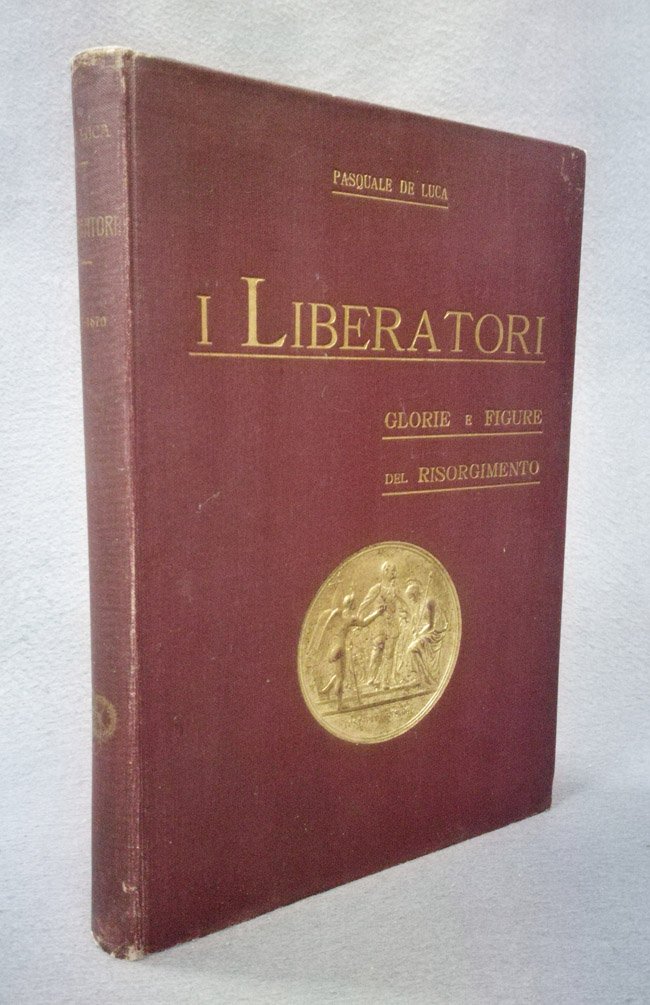 PASQUALE DE LUCA
I LIBERATORI
GLORIE E FIGURE
DEL RISORGIMENTO